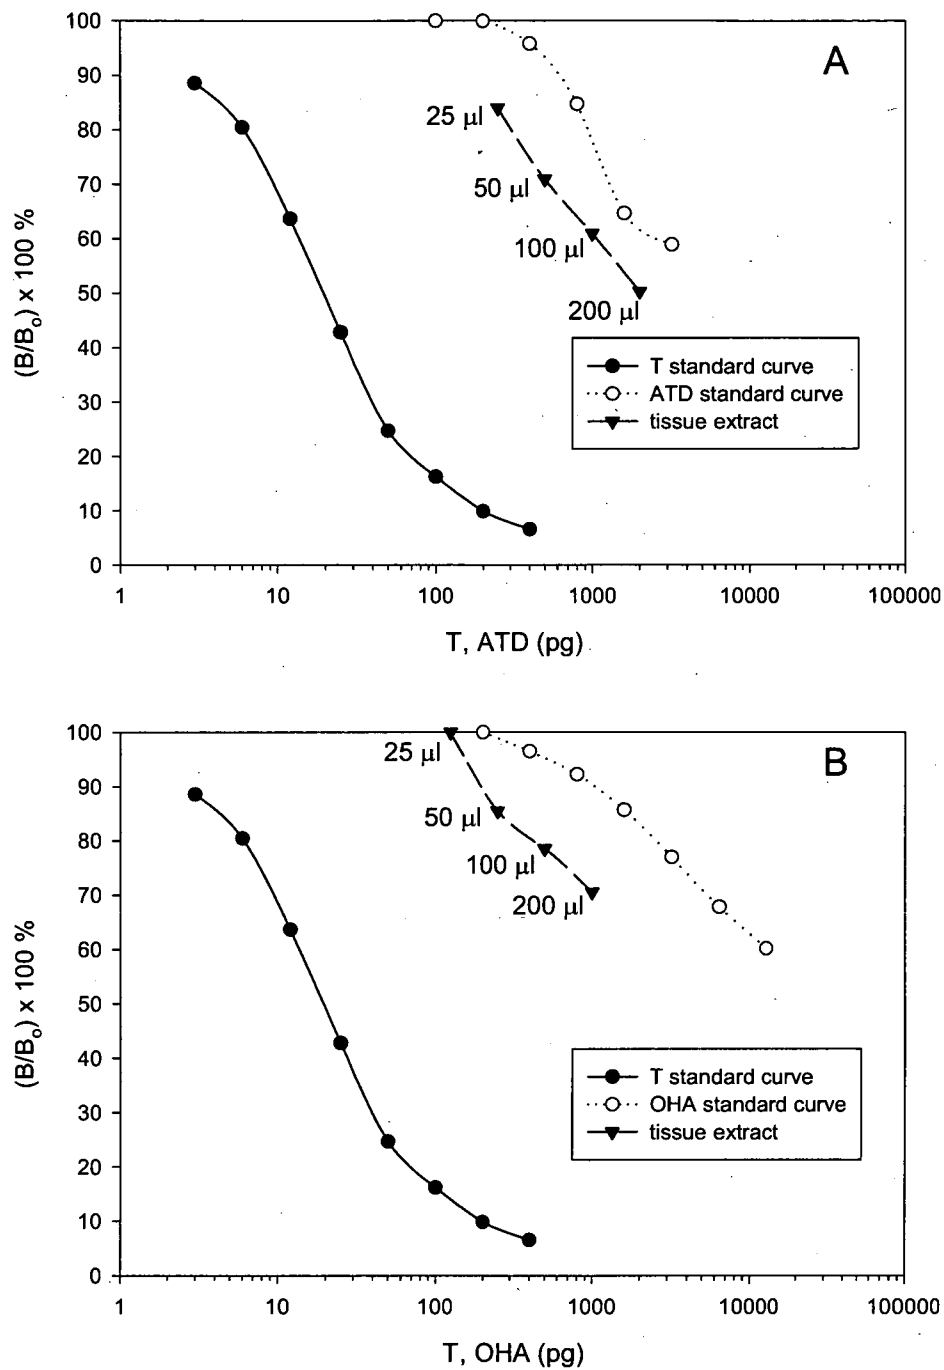 A
100
90
80
70
60
50
40
30
20
10
0
(B/Bo) x 100 %
25 µl
50 µl
100 µl
200 µl
T standard curve
ATD standard curve
tissue extract
1 10 100 1000 10000 100000
T, ATD (pg)
B
100
90
80
70
60
50
40
30
20
10
0
(B/Bo) x 100 %
25 µl
50 µl
100 µl
200 µl
T standard curve
OHA standard curve
tissue extract
1 10 100 1000 10000 100000
T, OHA (pg)